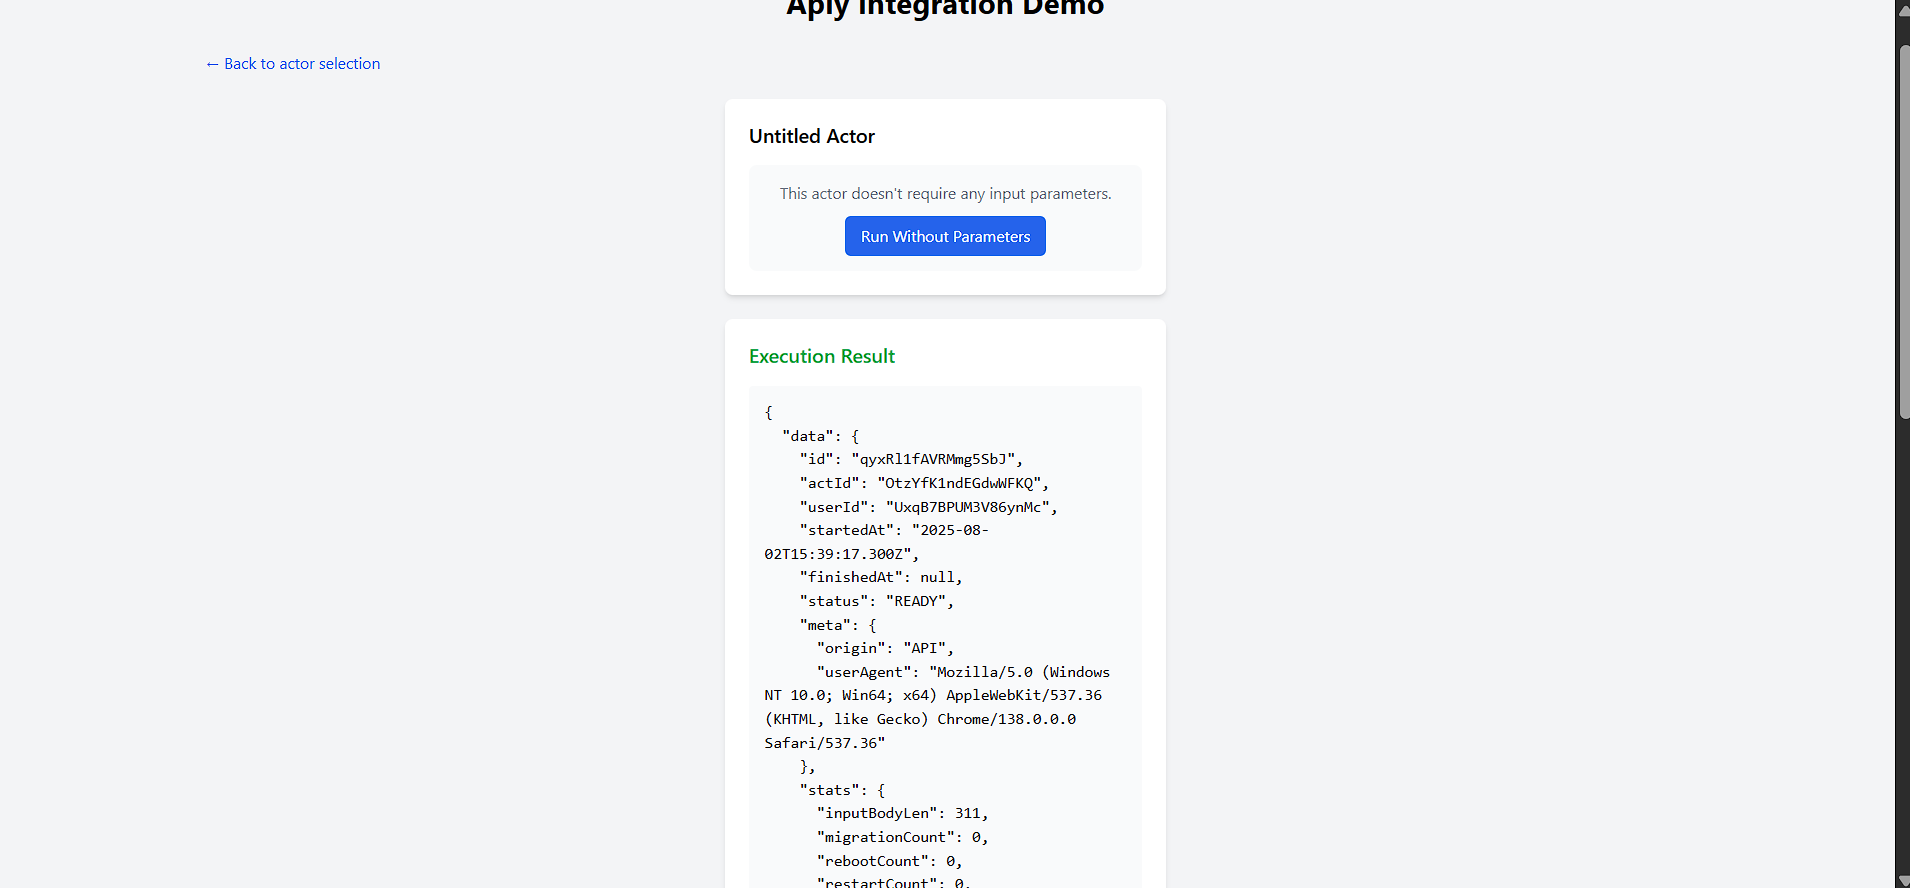 Apify Integration Demo
← Back to actor selection
Untitled Actor
This actor doesn't require any input parameters.
Run Without Parameters
Execution Result
{
"data": {
"id": "qyxRl1fAVRMmg5SbJ",
"actId": "OtzYfK1ndEGdwWFKQ",
"userId": "UxqB7BPUM3V86ynMc",
"startedAt": "2025-08-
02T15:39:17.300Z",
"finishedAt": null,
"status": "READY",
"meta": {
"origin": "API",
"userAgent": "Mozilla/5.0 (Windows
NT 10.0; Win64; x64) AppleWebKit/537.36
(KHTML, like Gecko) Chrome/138.0.0.0
Safari/537.36"
},
"stats": {
"inputBodyLen": 311,
"migrationCount": 0,
"rebootCount": 0,
"restartCount": 0,